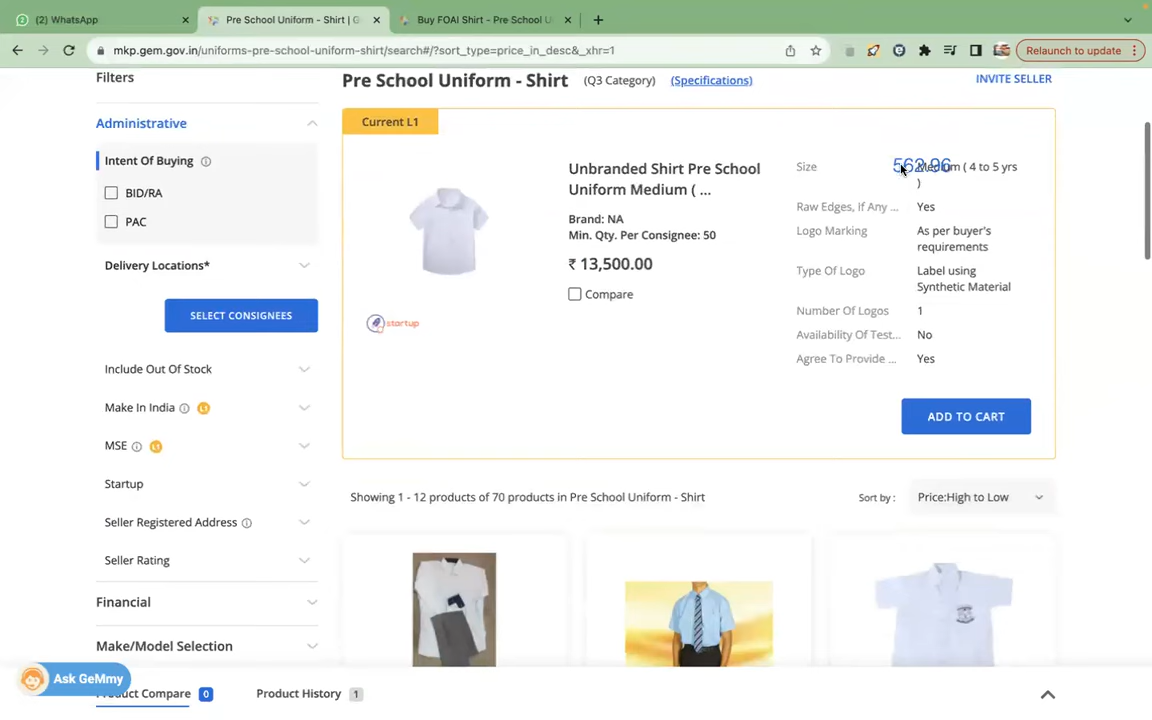 (2) WhatsApp
Pre School Uniform - Shirt | G
Buy FOAI Shirt - Pre School U
mkp.gem.gov.in/uniforms-pre-school-uniform-shirt/search#/?sort_type=price_in_desc&_xhr=1
Relaunch to update
Filters
Pre School Uniform - Shirt (Q3 Category) (Specifications)
INVITE SELLER
Administrative
Intent Of Buying
BID/RA
PAC
Delivery Locations*
SELECT CONSIGNEES
Include Out Of Stock
Make In India L1
MSE L1
Startup
Seller Registered Address
Seller Rating
Financial
Make/Model Selection
Current L1
startup
Unbranded Shirt Pre School
Uniform Medium ( ...
Brand: NA
Min. Qty. Per Consignee: 50
₹ 13,500.00
Compare
562.96
Size Medium ( 4 to 5 yrs
)
Raw Edges, If Any ... Yes
Logo Marking As per buyer's
requirements
Type Of Logo Label using
Synthetic Material
Number Of Logos 1
Availability Of Test... No
Agree To Provide ... Yes
ADD TO CART
Showing 1 - 12 products of 70 products in Pre School Uniform - Shirt
Sort by : Price:High to Low
Ask GeMmy
Product Compare 0
Product History 1